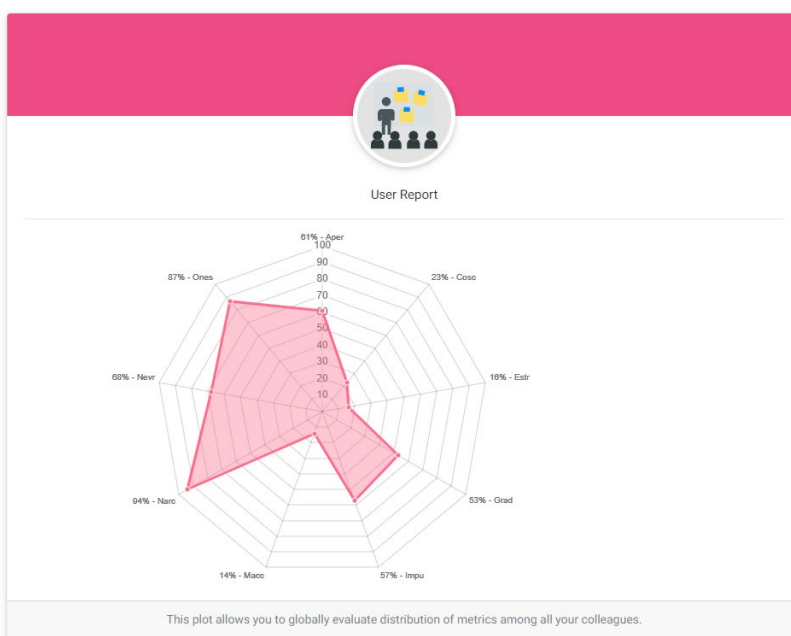 User Report
61% - Aper
100
90
80
70
60
50
40
30
20
10
87% - Ones
23% - Cosc
68% - Nevr
16% - Estr
94% - Narc
53% - Grad
14% - Macc
57% - Impu
This plot allows you to globally evaluate distribution of metrics among all your colleagues.